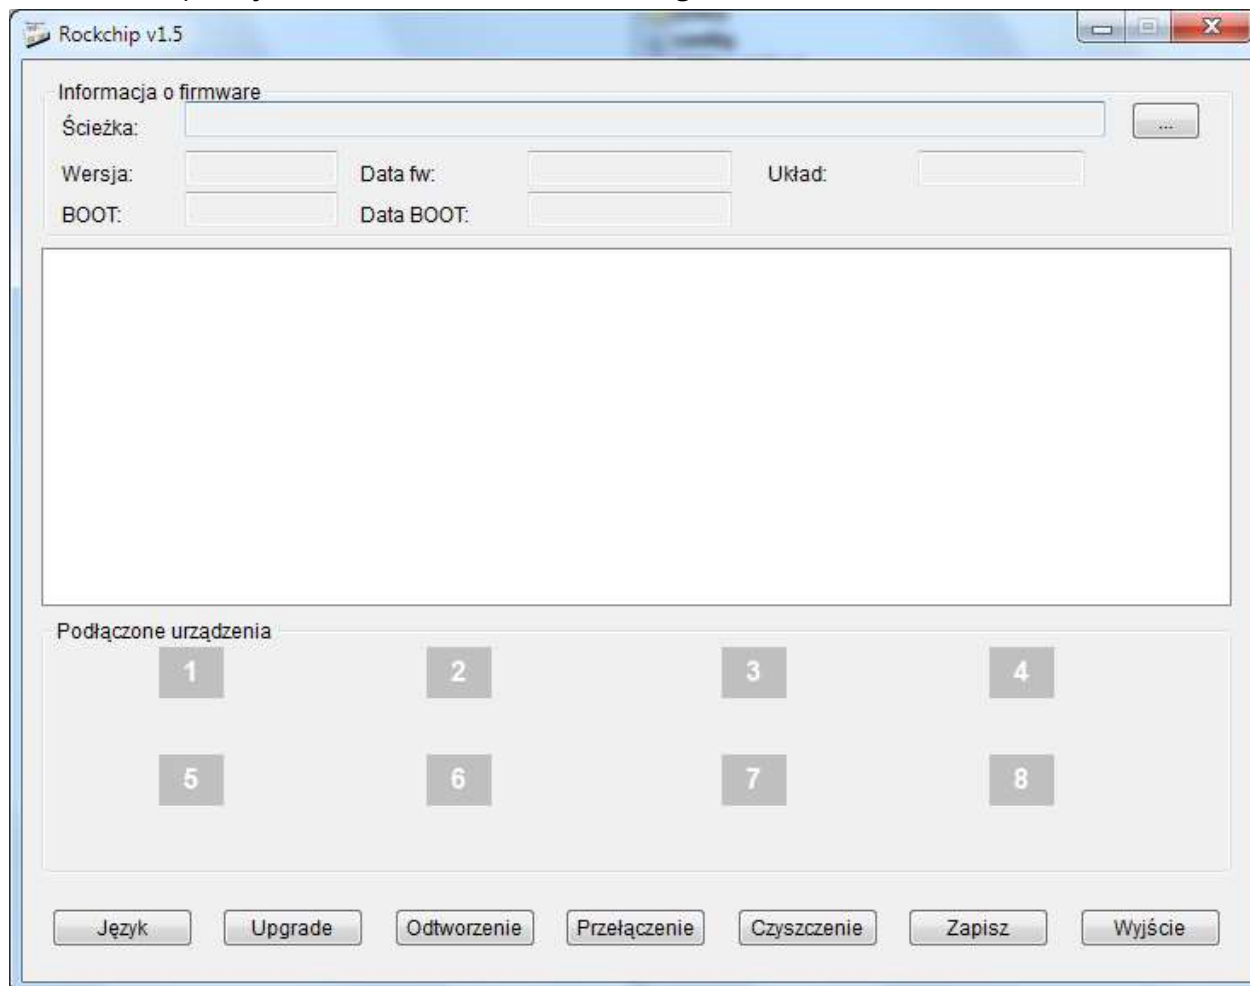 Rockchip v1.5
Informacja o firmware
Ścieżka: ...
Wersja: Data fw: Układ:
BOOT: Data BOOT:
Podłączone urządzenia
1 2 3 4
5 6 7 8
Język Upgrade Odtworzenie Przełączenie Czyszczenie Zapisz Wyjście